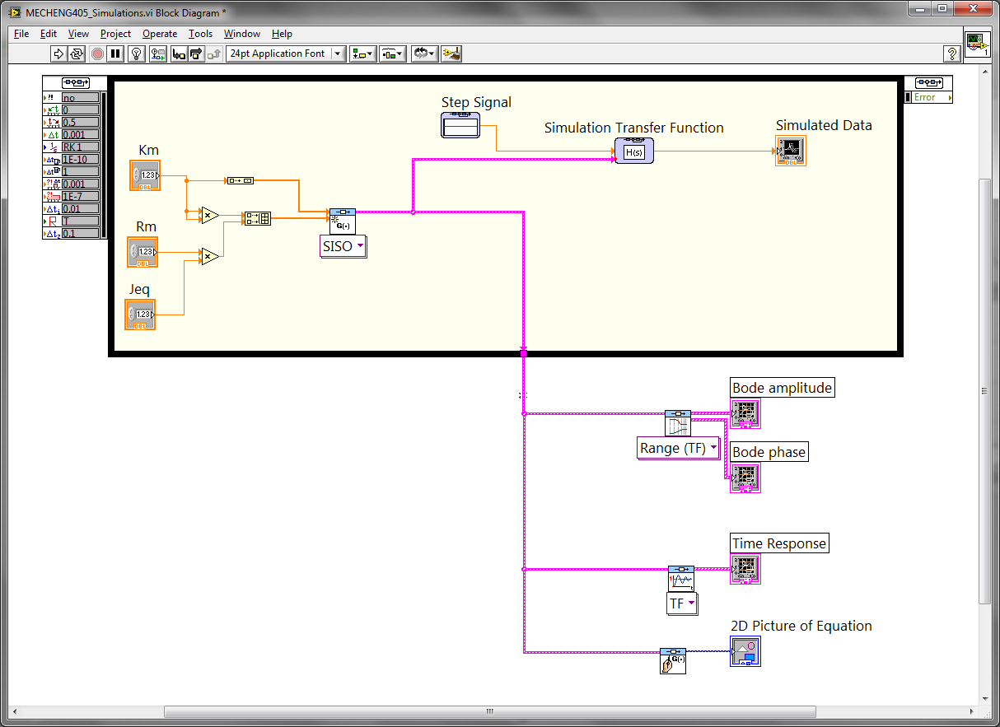 MECHENG405_Simulations.vi Block Diagram *
File Edit View Project Operate Tools Window Help
24pt Application Font
1
no
0
0.5
0.001
RK 1
1E-10
1
0.001
1E-7
0.01
T
0.1
Error
Step Signal
Simulation Transfer Function
Simulated Data
H(s)
DBL
Km
1.23
DBL
G(·)
SISO
Rm
1.23
DBL
Jeq
1.23
DBL
Bode amplitude
Range (TF)
Bode phase
Time Response
TF
2D Picture of Equation
G(·)